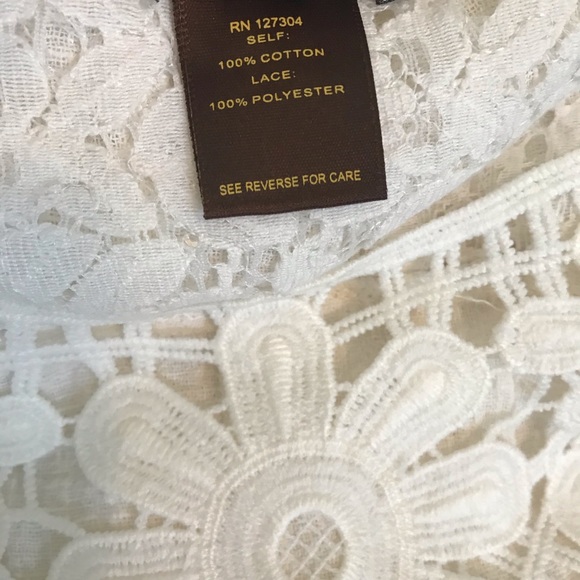 RN 127304
SELF:
100% COTTON
LACE:
100% POLYESTER
SEE REVERSE FOR CARE